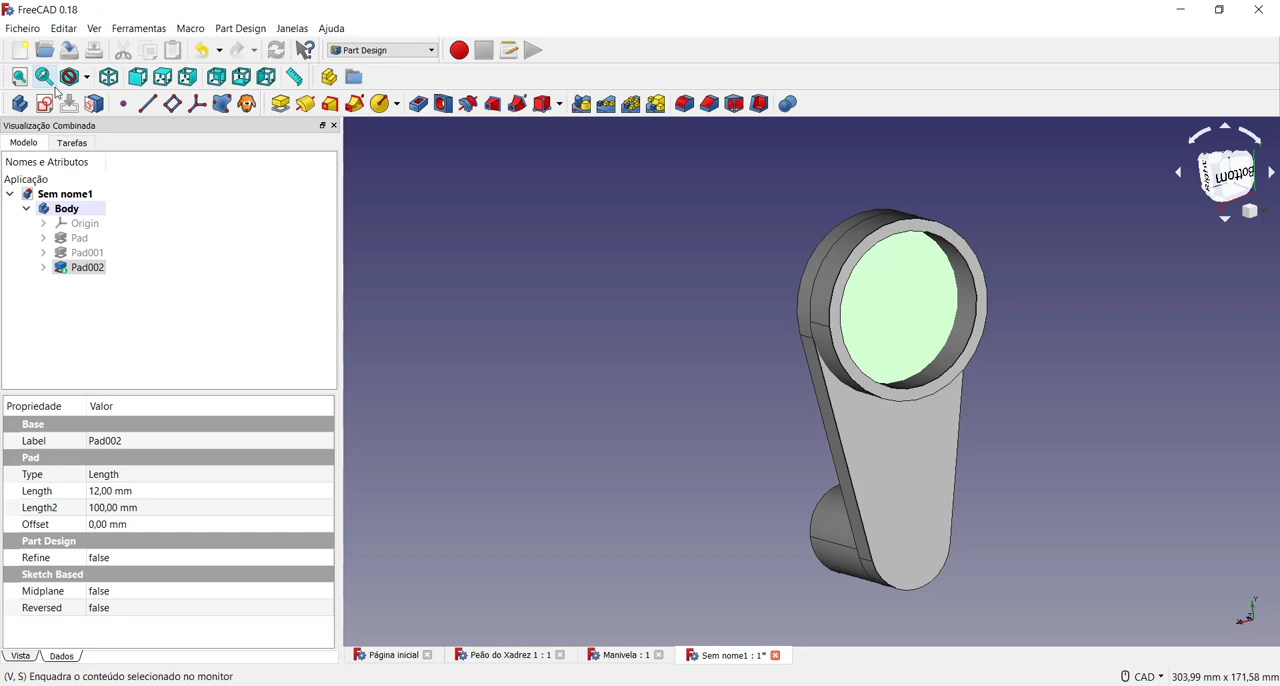 FreeCAD 0.18
Ficheiro Editar Ver Ferramentas Macro Part Design Janelas Ajuda
Part Design
Visualização Combinada
Modelo Tarefas
Nomes e Atributos
Aplicação
Sem nome1
Body
Origin
Pad
Pad001
Pad002
Propriedade Valor
Base
Label Pad002
Pad
Type Length
Length 12,00 mm
Length2 100,00 mm
Offset 0,00 mm
Part Design
Refine false
Sketch Based
Midplane false
Reversed false
Vista Dados
Bottom
Y
Z
X
Página inicial Peão do Xadrez 1 : 1 Manivela : 1 Sem nome1 : 1*
(V, S) Enquadra o conteúdo selecionado no monitor
CAD 303,99 mm x 171,58 mm